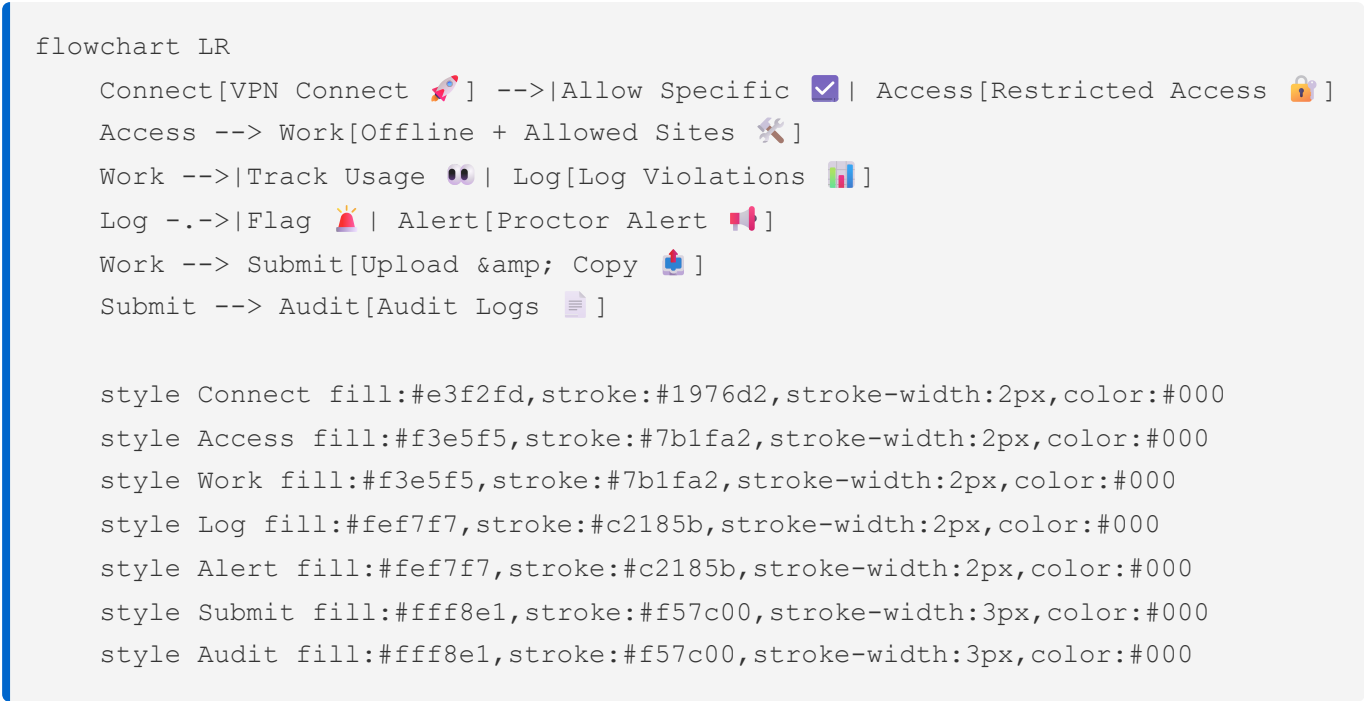 flowchart LR
    Connect[VPN Connect 🚀] -->|Allow Specific ☑️| Access[Restricted Access 🔐]
    Access --> Work[Offline + Allowed Sites 🛠️]
    Work -->|Track Usage 👀| Log[Log Violations 📊]
    Log -.->|Flag 🚨| Alert[Proctor Alert 📢]
    Work --> Submit[Upload &amp; Copy 📤]
    Submit --> Audit[Audit Logs 📄]

    style Connect fill:#e3f2fd,stroke:#1976d2,stroke-width:2px,color:#000
    style Access fill:#f3e5f5,stroke:#7b1fa2,stroke-width:2px,color:#000
    style Work fill:#f3e5f5,stroke:#7b1fa2,stroke-width:2px,color:#000
    style Log fill:#fef7f7,stroke:#c2185b,stroke-width:2px,color:#000
    style Alert fill:#fef7f7,stroke:#c2185b,stroke-width:2px,color:#000
    style Submit fill:#fff8e1,stroke:#f57c00,stroke-width:3px,color:#000
    style Audit fill:#fff8e1,stroke:#f57c00,stroke-width:3px,color:#000